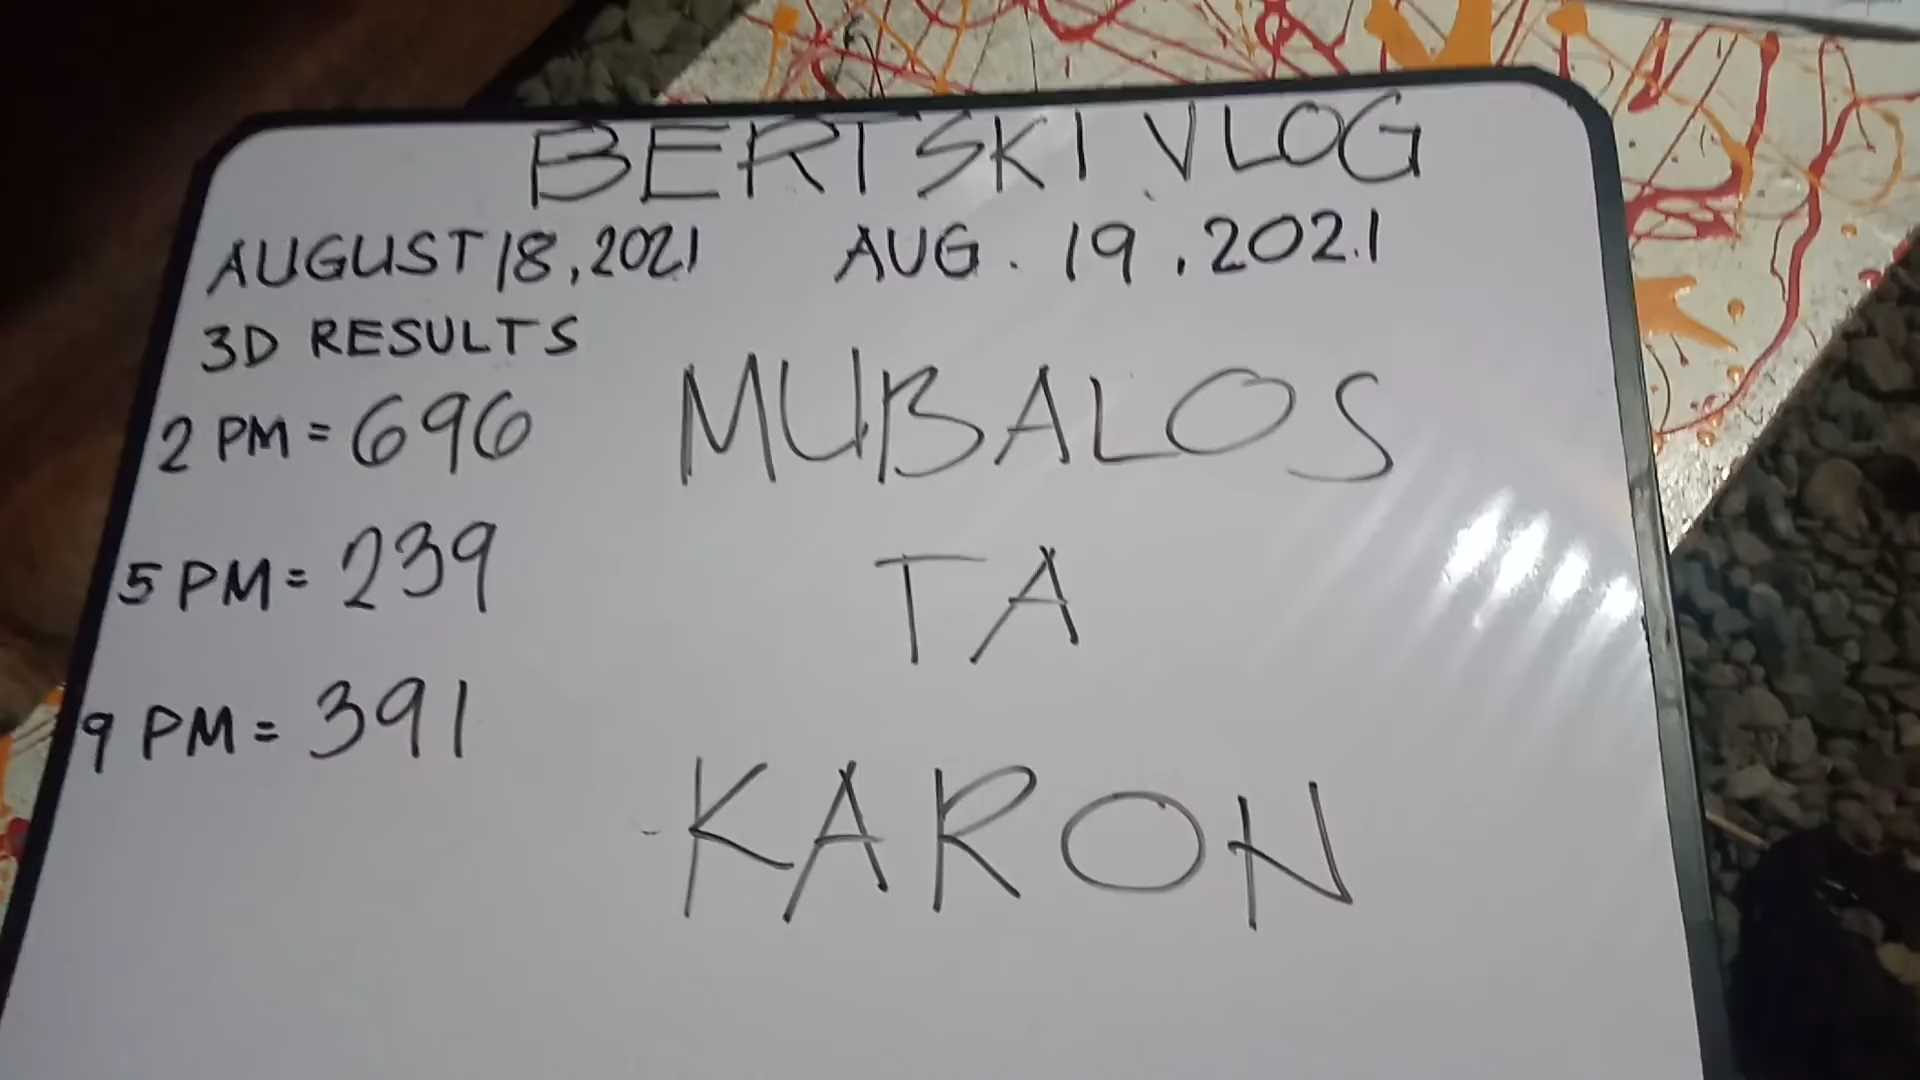 BERTSKI VLOG
AUGUST 18, 2021
3D RESULTS
2 PM = 696
5 PM = 239
9 PM = 391
AUG. 19, 2021
MUBALOS
TA
KARON